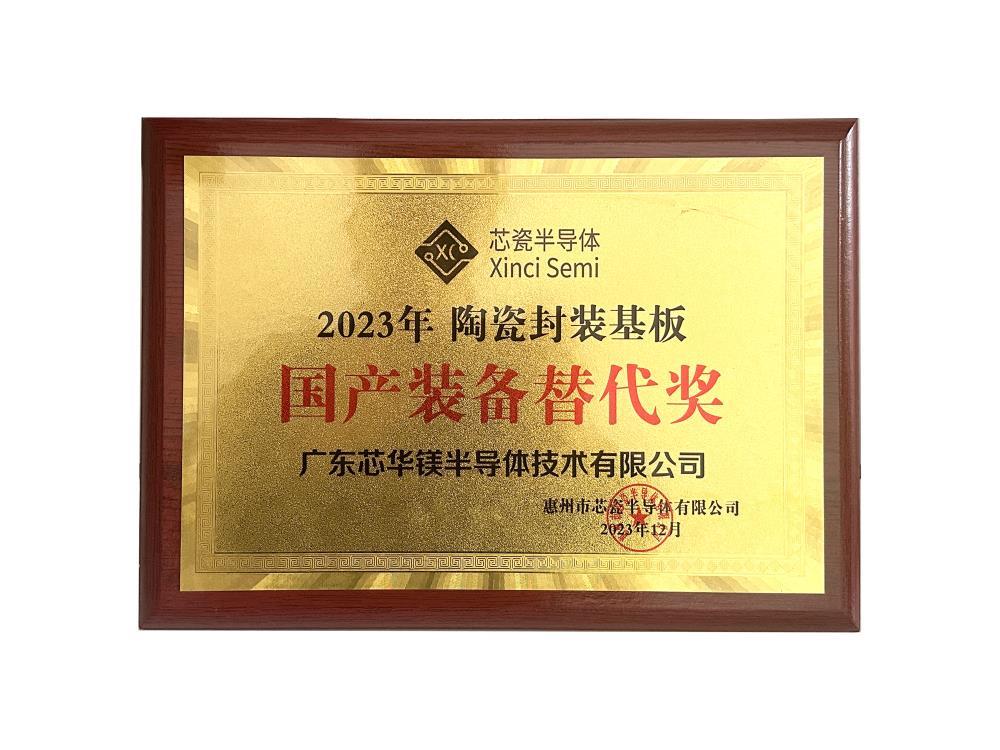 芯瓷半导体
Xinci Semi
2023年 陶瓷封装基板
国产装备替代奖
广东芯华镁半导体技术有限公司
惠州市芯瓷半导体有限公司
2023年12月